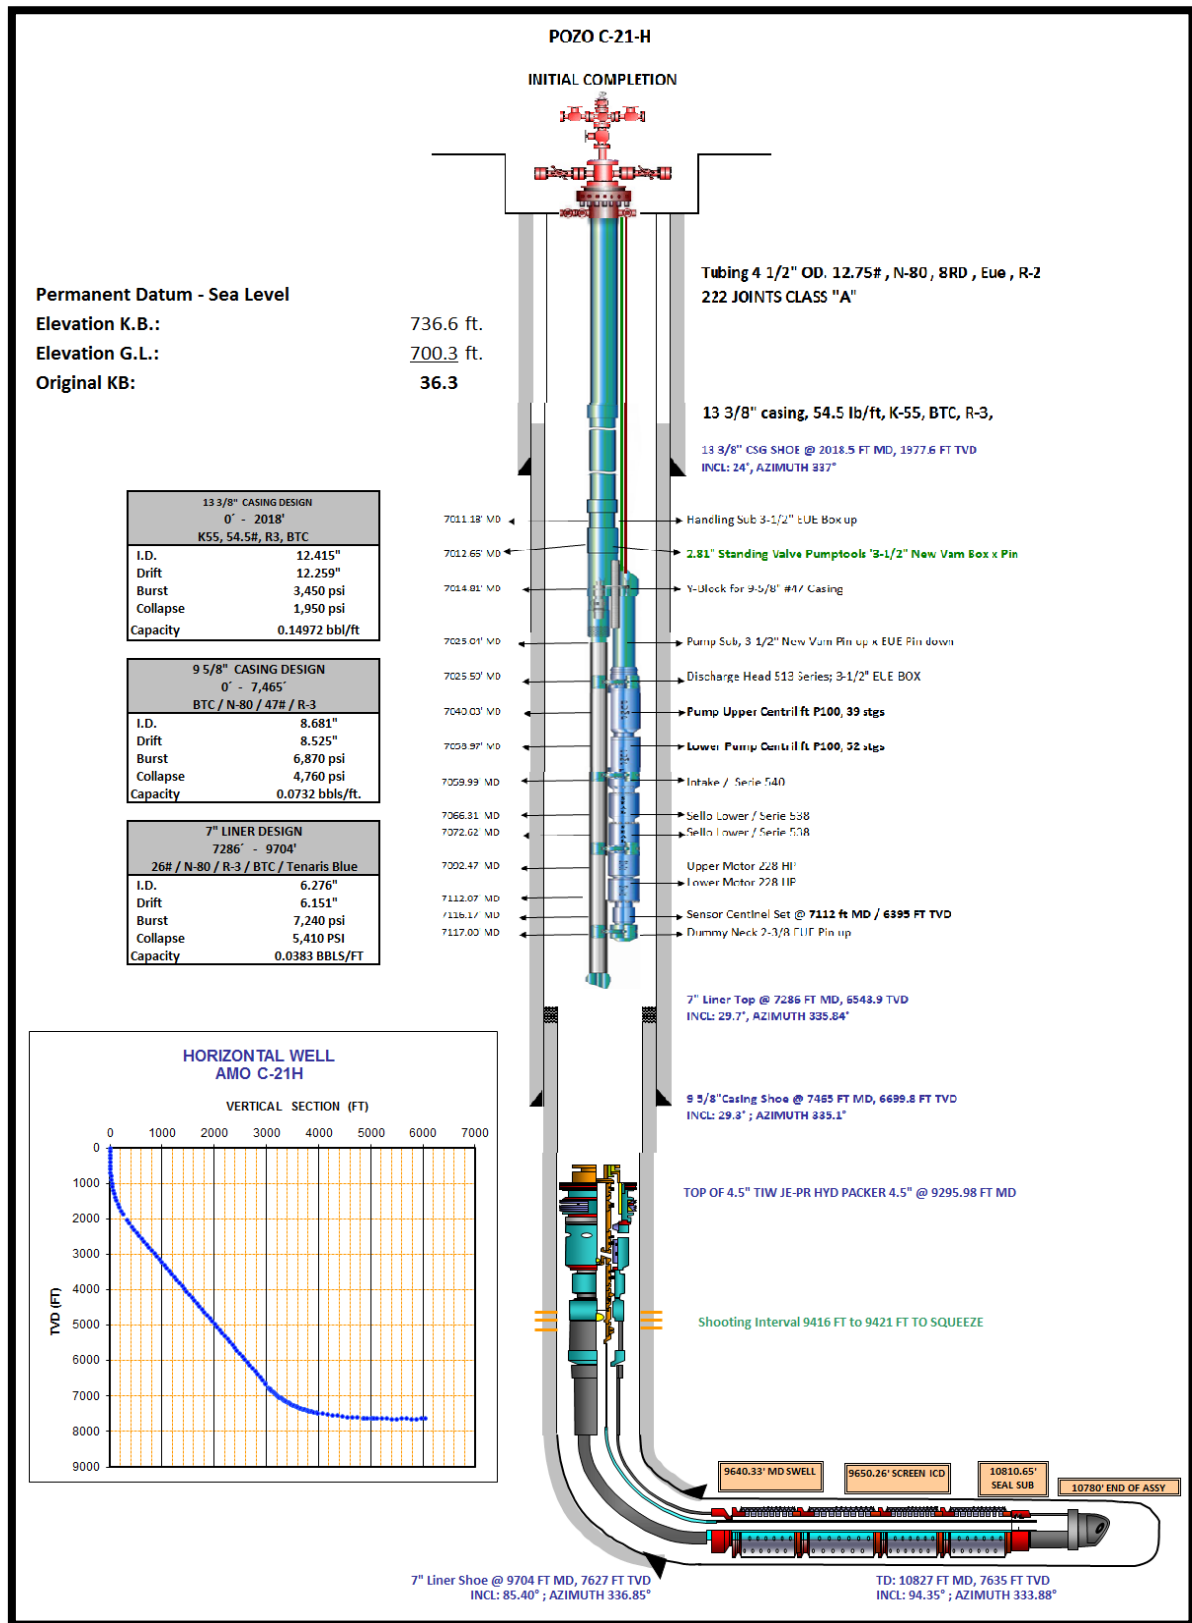 POZO C-21-H
INITIAL COMPLETION
Tubing 4 1/2" OD. 12.75# , N-80 , 8RD , Eue , R-2
222 JOINTS CLASS "A"
Permanent Datum - Sea Level
Elevation K.B.: 736.6 ft.
Elevation G.L.: 700.3 ft.
Original KB: 36.3
13 3/8" casing, 54.5 lb/ft, K-55, BTC, R-3,
13 3/8" CSG SHOE @ 2018.5 FT MD, 1977.6 FT TVD
INCL: 24°, AZIMUTH 337°
13 3/8" CASING DESIGN
0´ - 2018'
K55, 54.5#, R3, BTC
I.D. 12.415"
Drift 12.259"
Burst 3,450 psi
Collapse 1,950 psi
Capacity 0.14972 bbl/ft
9 5/8" CASING DESIGN
0´ - 7,465´
BTC / N-80 / 47# / R-3
I.D. 8.681"
Drift 8.525"
Burst 6,870 psi
Collapse 4,760 psi
Capacity 0.0732 bbls/ft.
7" LINER DESIGN
7286´ - 9704'
26# / N-80 / R-3 / BTC / Tenaris Blue
I.D. 6.276"
Drift 6.151"
Burst 7,240 psi
Collapse 5,410 PSI
Capacity 0.0383 BBLS/FT
7011.18' MD Handling Sub 3-1/2" EUE Box up
7012.65' MD 2.81" Standing Valve Pumptools '3-1/2" New Vam Box x Pin
7014.81' MD Y-Block for 9-5/8" #47 Casing
7025.01' MD Pump Sub, 3 1/2" New Vam Pin up x EUE Pin down
7025.50' MD Discharge Head 513 Series; 3-1/2" EUE BOX
7040.03' MD Pump Upper Centrilift P100, 39 stgs
7058.97' MD Lower Pump Centrilift P100, 52 stgs
7059.99 MD Intake / Serie 540
7066.31 MD Sello Lower / Serie 538
7072.62 MD Sello Lower / Serie 538
7092.47 MD Upper Motor 228 HP
Lower Motor 228 HP
7112.07 MD
7116.17 MD Sensor Centinel Set @ 7112 ft MD / 6395 FT TVD
7117.00 MD Dummy Neck 2-3/8 EUE Pin up
7" Liner Top @ 7286 FT MD, 6543.9 TVD
INCL: 29.7°, AZIMUTH 335.84°
9 5/8"Casing Shoe @ 7465 FT MD, 6699.8 FT TVD
INCL: 29.3° ; AZIMUTH 335.1°
TOP OF 4.5" TIW JE-PR HYD PACKER 4.5" @ 9295.98 FT MD
Shooting Interval 9416 FT to 9421 FT TO SQUEEZE
HORIZONTAL WELL
AMO C-21H
VERTICAL SECTION (FT)
0 1000 2000 3000 4000 5000 6000 7000
TVD (FT)
0
1000
2000
3000
4000
5000
6000
7000
8000
9000
9640.33' MD SWELL
9650.26' SCREEN ICD
10810.65'
SEAL SUB
10780' END OF ASSY
7" Liner Shoe @ 9704 FT MD, 7627 FT TVD
INCL: 85.40° ; AZIMUTH 336.85°
TD: 10827 FT MD, 7635 FT TVD
INCL: 94.35° ; AZIMUTH 333.88°